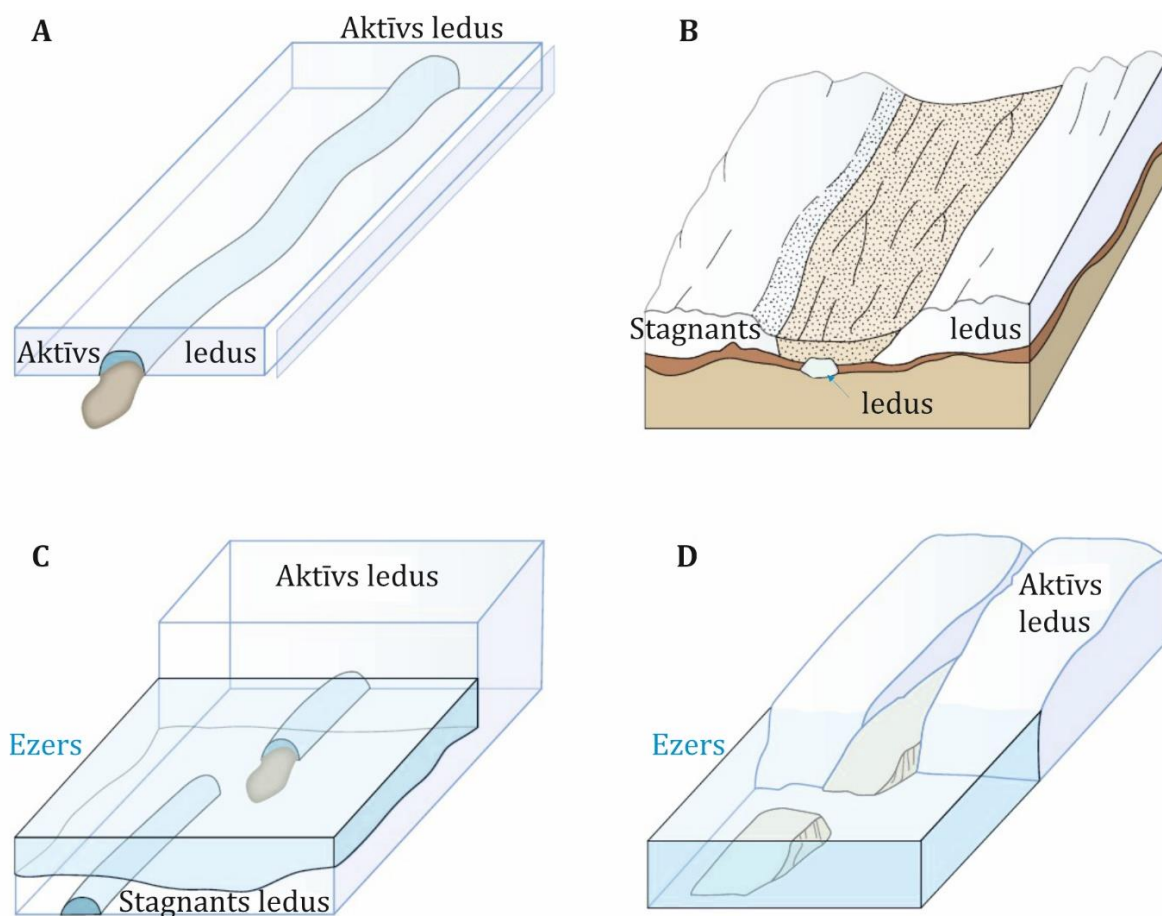 A
Aktīvs ledus
Aktīvs ledus
B
Stagnants ledus
ledus
C
Aktīvs ledus
Ezers
Stagnants ledus
D
Aktīvs
ledus
Ezers